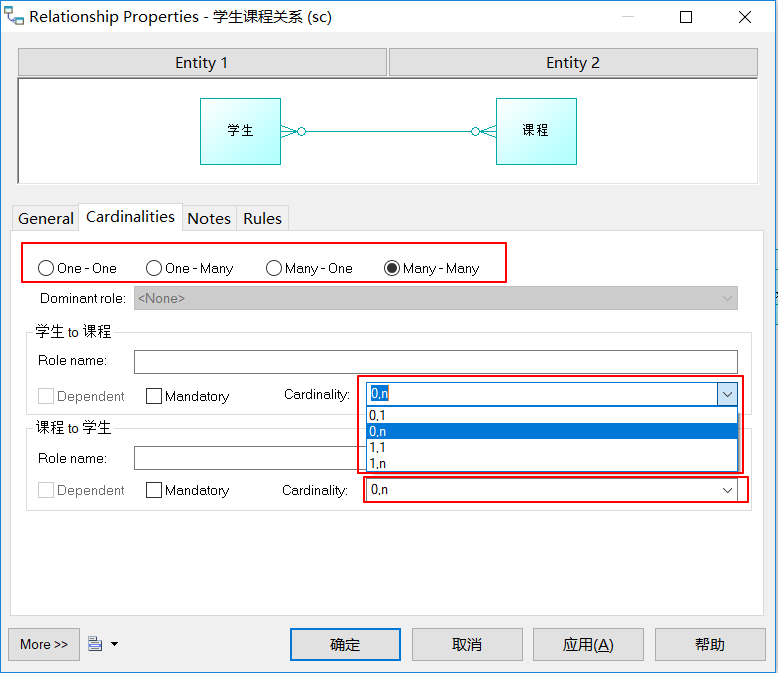 Relationship Properties - 学生课程关系 (sc)
Entity 1 Entity 2
学生 课程
General Cardinalities Notes Rules
One - One One - Many Many - One Many - Many
Dominant role: <None>
学生 to 课程
Role name:
Dependent Mandatory Cardinality: 0,n
0,1
0,n
1,1
1,n
课程 to 学生
Role name:
Dependent Mandatory Cardinality: 0,n
More >> 确定 取消 应用(A) 帮助